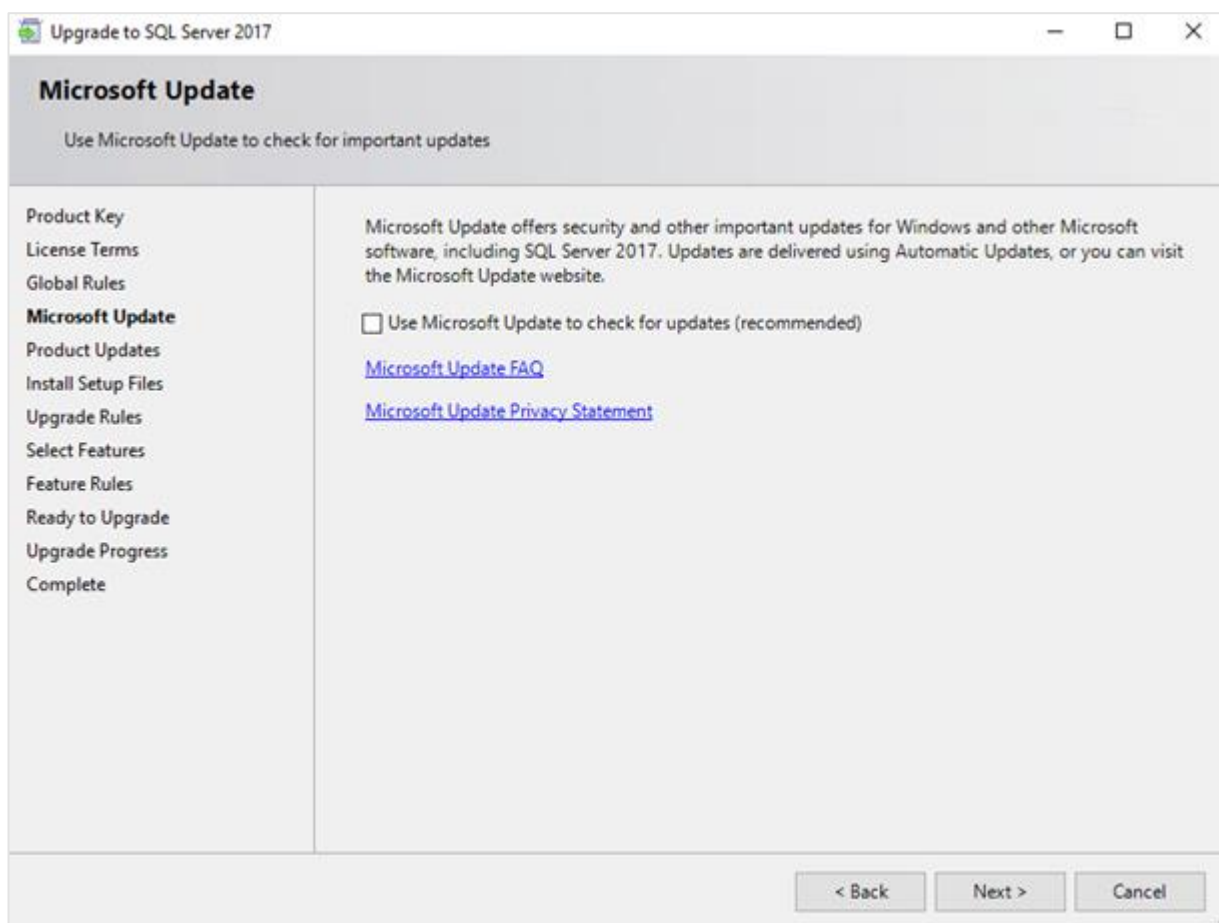 Upgrade to SQL Server 2017
Microsoft Update
Use Microsoft Update to check for important updates
Product Key
License Terms
Global Rules
Microsoft Update
Product Updates
Install Setup Files
Upgrade Rules
Select Features
Feature Rules
Ready to Upgrade
Upgrade Progress
Complete
Microsoft Update offers security and other important updates for Windows and other Microsoft
software, including SQL Server 2017. Updates are delivered using Automatic Updates, or you can visit
the Microsoft Update website.
Use Microsoft Update to check for updates (recommended)
Microsoft Update FAQ
Microsoft Update Privacy Statement
< Back
Next >
Cancel